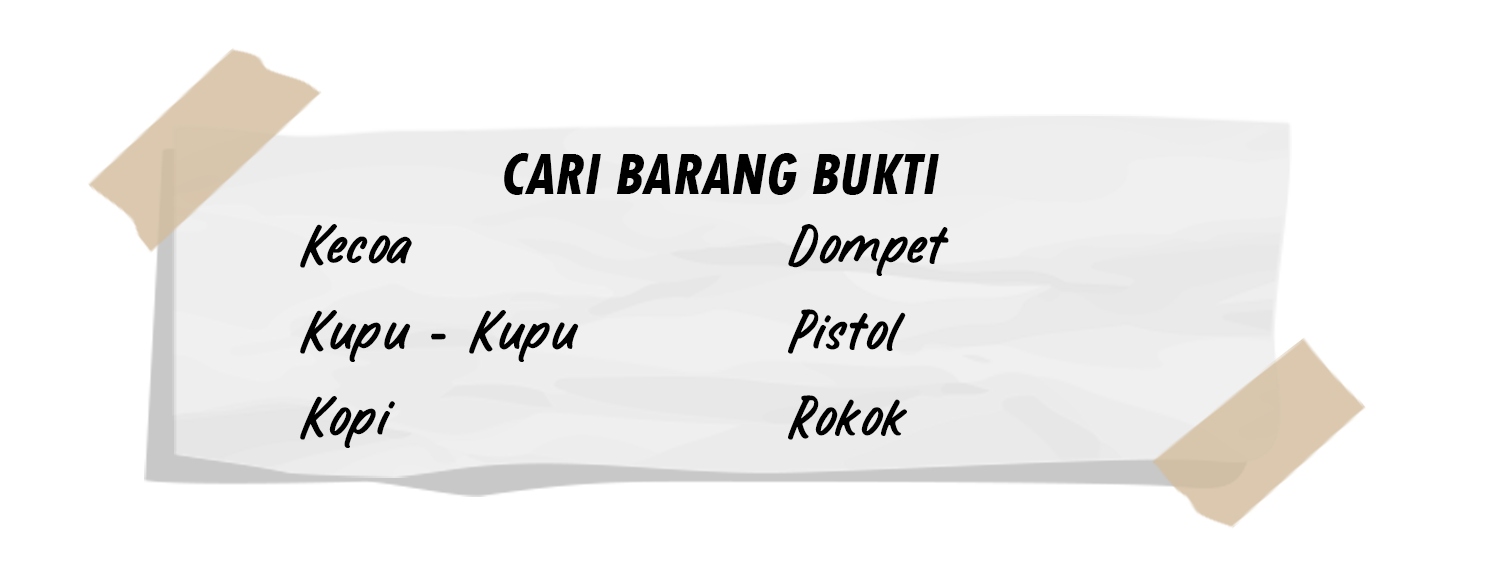 CARI BARANG BUKTI
Kecoa
Kupu - Kupu
Kopi
Dompet
Pistol
Rokok